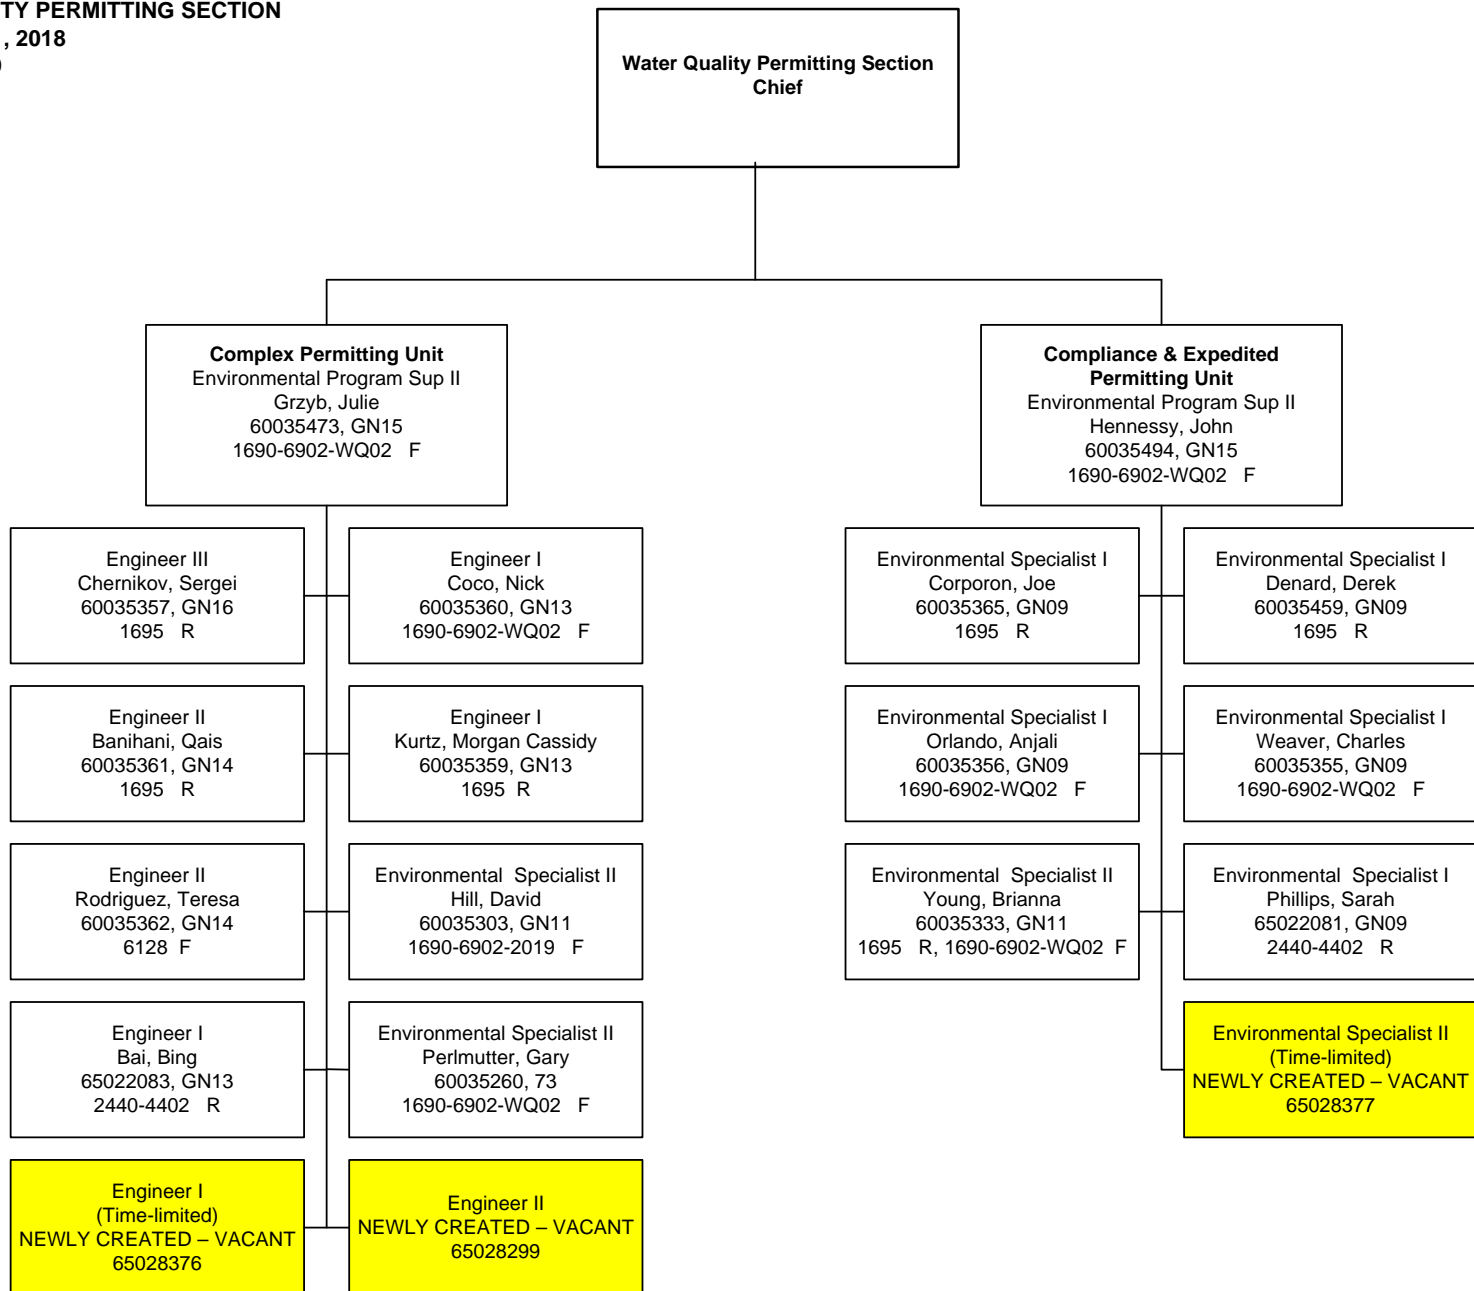 TY PERMITTING SECTION
, 2018
)
Water Quality Permitting Section
Chief
Complex Permitting Unit
Environmental Program Sup II
Grzyb, Julie
60035473, GN15
1690-6902-WQ02 F
Compliance & Expedited
Permitting Unit
Environmental Program Sup II
Hennessy, John
60035494, GN15
1690-6902-WQ02 F
Engineer III
Chernikov, Sergei
60035357, GN16
1695 R
Engineer I
Coco, Nick
60035360, GN13
1690-6902-WQ02 F
Environmental Specialist I
Corporon, Joe
60035365, GN09
1695 R
Environmental Specialist I
Denard, Derek
60035459, GN09
1695 R
Engineer II
Banihani, Qais
60035361, GN14
1695 R
Engineer I
Kurtz, Morgan Cassidy
60035359, GN13
1695 R
Environmental Specialist I
Orlando, Anjali
60035356, GN09
1690-6902-WQ02 F
Environmental Specialist I
Weaver, Charles
60035355, GN09
1690-6902-WQ02 F
Engineer II
Rodriguez, Teresa
60035362, GN14
6128 F
Environmental Specialist II
Hill, David
60035303, GN11
1690-6902-2019 F
Environmental Specialist II
Young, Brianna
60035333, GN11
1695 R, 1690-6902-WQ02 F
Environmental Specialist I
Phillips, Sarah
65022081, GN09
2440-4402 R
Engineer I
Bai, Bing
65022083, GN13
2440-4402 R
Environmental Specialist II
Perlmutter, Gary
60035260, 73
1690-6902-WQ02 F
Environmental Specialist II
(Time-limited)
NEWLY CREATED – VACANT
65028377
Engineer I
(Time-limited)
NEWLY CREATED – VACANT
65028376
Engineer II
NEWLY CREATED – VACANT
65028299